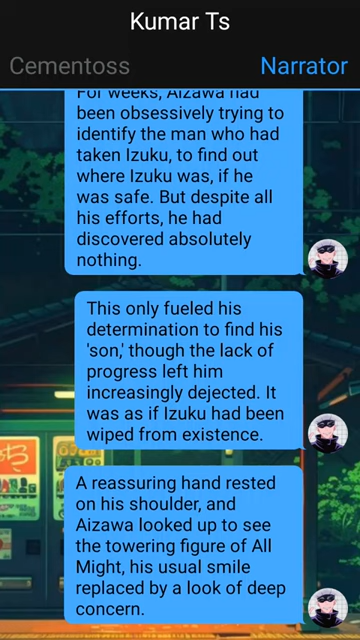 Kumar Ts
Cementoss
Narrator
For weeks, Aizawa had
been obsessively trying to
identify the man who had
taken Izuku, to find out
where Izuku was, if he
was safe. But despite all
his efforts, he had
discovered absolutely
nothing.
This only fueled his
determination to find his
'son,' though the lack of
progress left him
increasingly dejected. It
was as if Izuku had been
wiped from existence.
A reassuring hand rested
on his shoulder, and
Aizawa looked up to see
the towering figure of All
Might, his usual smile
replaced by a look of deep
concern.